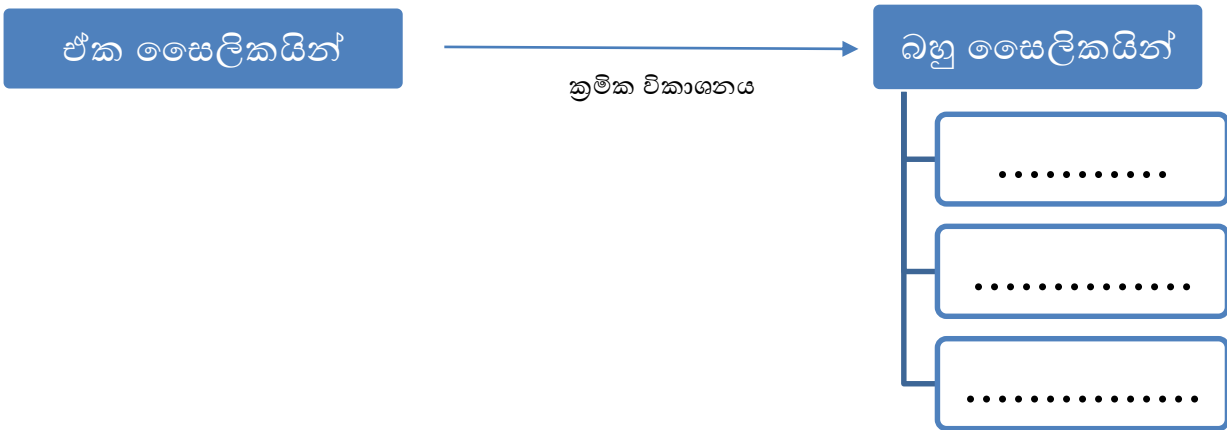 ඒක සෛලිකයින්
ක්‍රමික විකාශනය
බහු සෛලිකයින්
...........
..............
...............